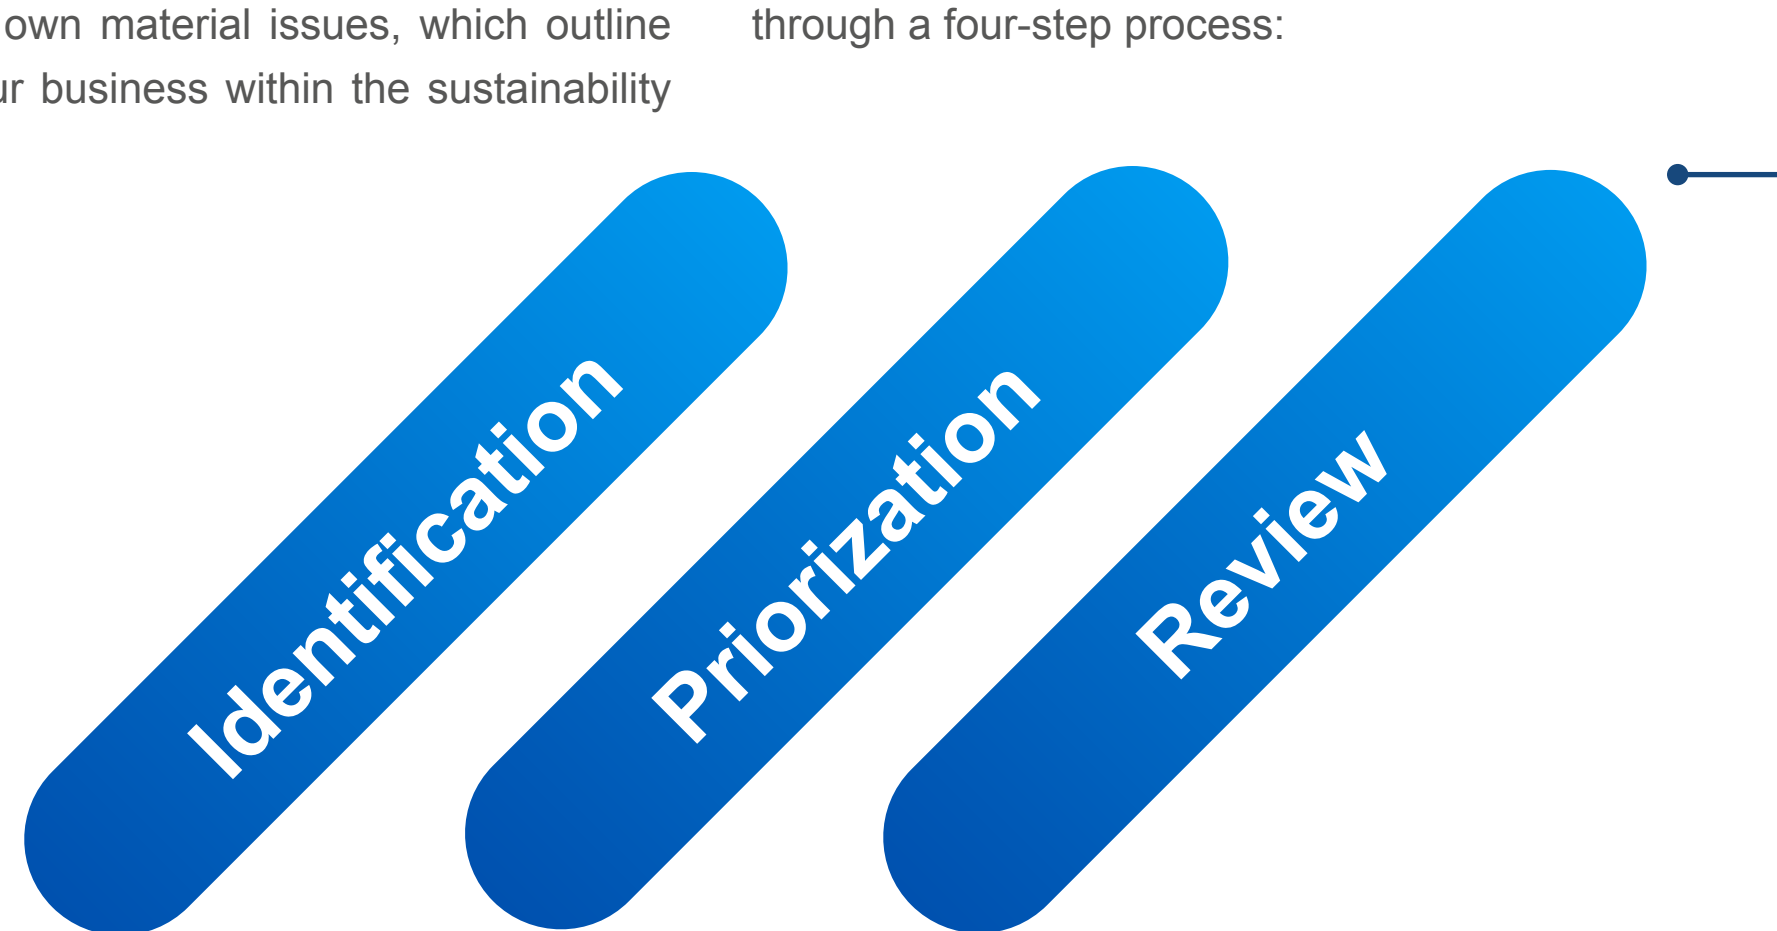 own material issues, which outline
ur business within the sustainability
through a four-step process:
Identification
Priorization
Review